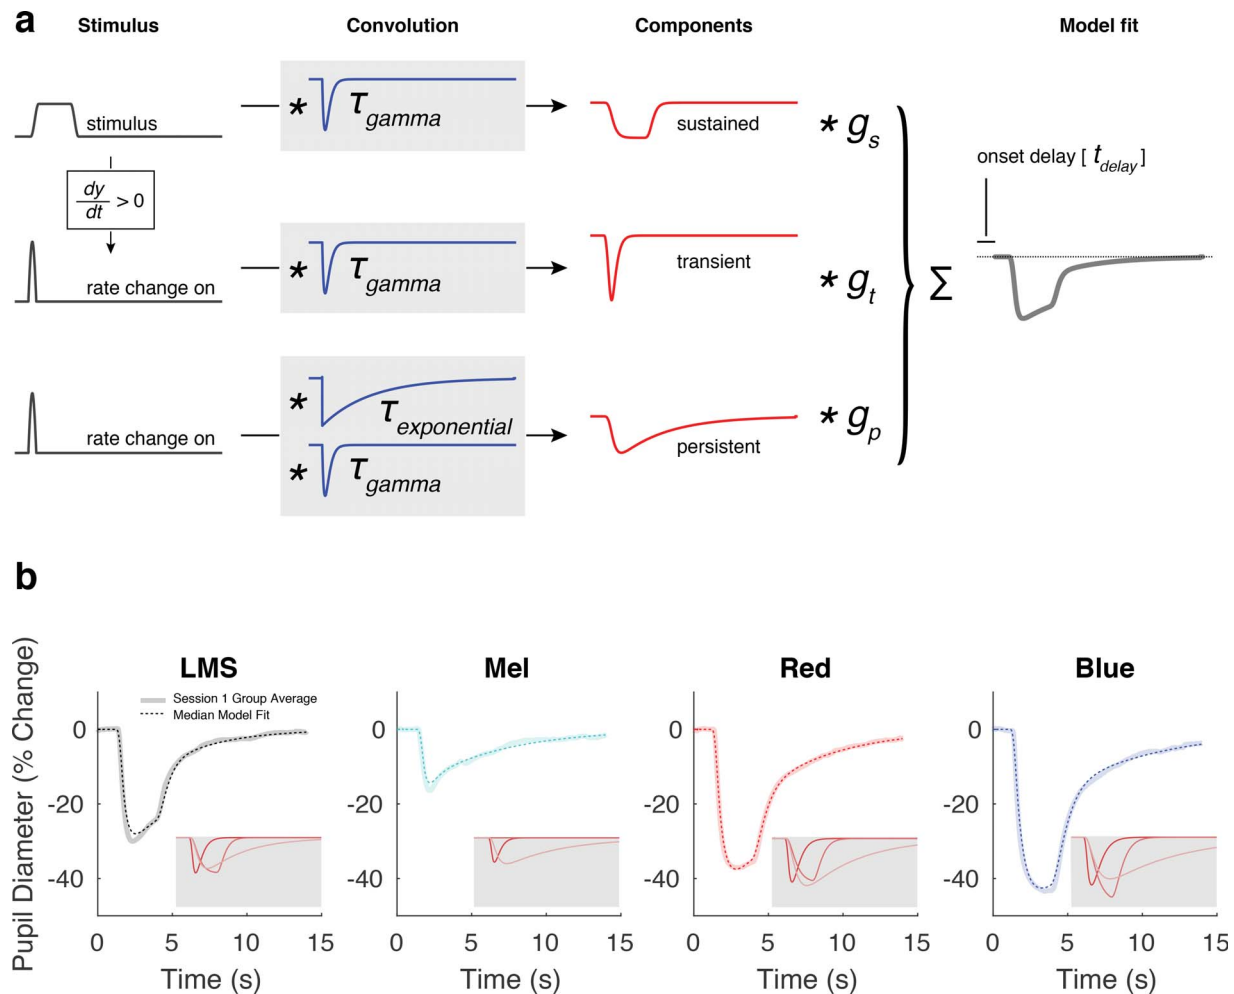 a
Stimulus Convolution Components Model fit
stimulus
* τgamma
sustained
* gs
dy
dt
> 0
onset delay [ tdelay ]
rate change on
* τgamma
transient
* gt
Σ
rate change on
* τexponential
* τgamma
persistent
* gp
b
Pupil Diameter (% Change)
LMS
Session 1 Group Average
Median Model Fit
0
-20
-40
0 5 10 15
Time (s)
Mel
0
-20
-40
0 5 10 15
Time (s)
Red
0
-20
-40
0 5 10 15
Time (s)
Blue
0
-20
-40
0 5 10 15
Time (s)